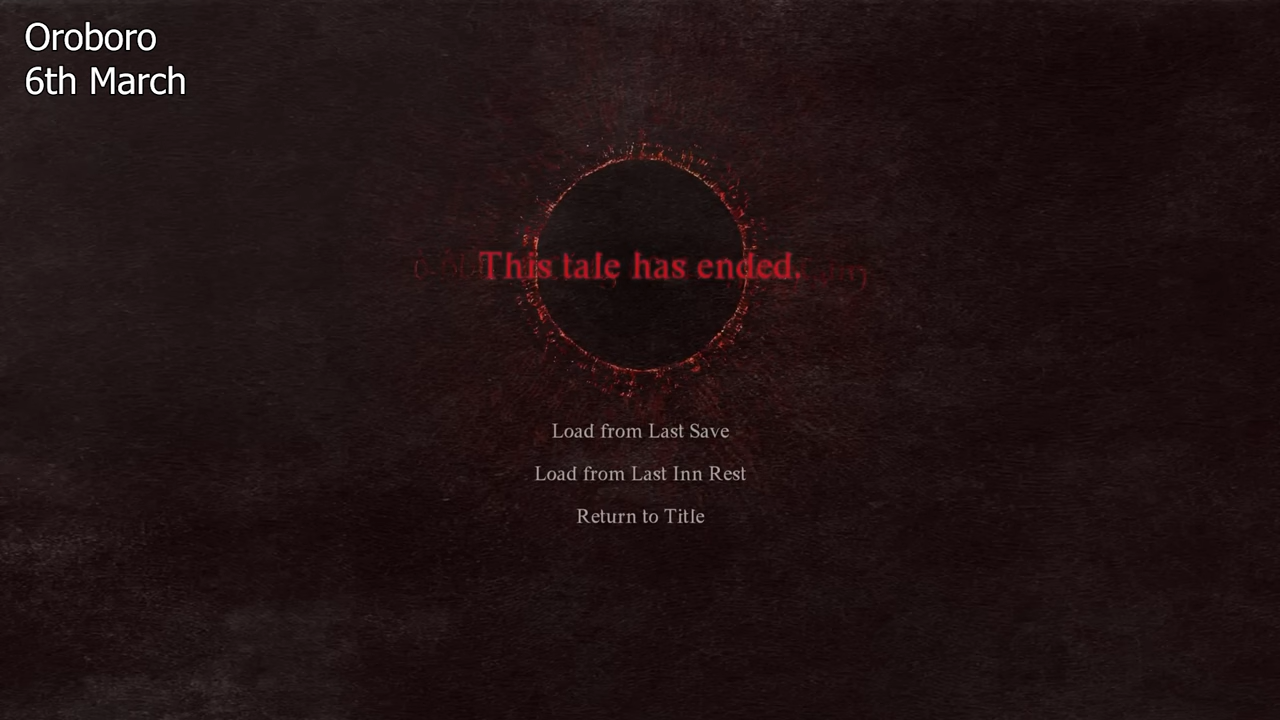 Oroboro
6th March
This tale has ended.
Load from Last Save
Load from Last Inn Rest
Return to Title